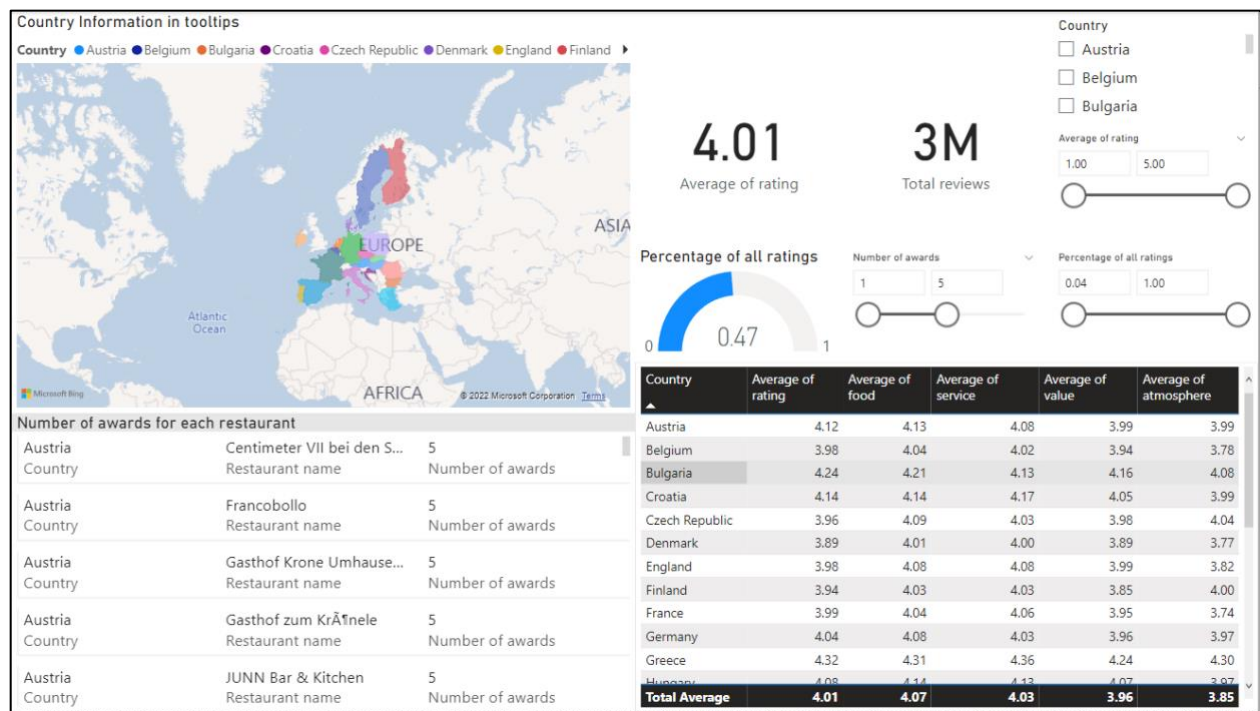 Country Information in tooltips
Country Austria Belgium Bulgaria Croatia Czech Republic Denmark England Finland
ASIA
EUROPE
Atlantic
Ocean
AFRICA
Microsoft Bing
© 2022 Microsoft Corporation Terms
Number of awards for each restaurant
Austria Centimeter VII bei den S... 5
Country Restaurant name Number of awards
Austria Francobollo 5
Country Restaurant name Number of awards
Austria Gasthof Krone Umhause... 5
Country Restaurant name Number of awards
Austria Gasthof zum KrÃ¶nele 5
Country Restaurant name Number of awards
Austria JUNN Bar & Kitchen 5
Country Restaurant name Number of awards
4.01
Average of rating
3M
Total reviews
Country
Austria
Belgium
Bulgaria
Average of rating
1.00 5.00
Percentage of all ratings
0.47
0 1
Number of awards
1 5
Percentage of all ratings
0.04 1.00
Country Average of rating Average of food Average of service Average of value Average of atmosphere
Austria 4.12 4.13 4.08 3.99 3.99
Belgium 3.98 4.04 4.02 3.94 3.78
Bulgaria 4.24 4.21 4.13 4.16 4.08
Croatia 4.14 4.14 4.17 4.05 3.99
Czech Republic 3.96 4.09 4.03 3.98 4.04
Denmark 3.89 4.01 4.00 3.89 3.77
England 3.98 4.08 4.08 3.99 3.82
Finland 3.94 4.03 4.03 3.85 4.00
France 3.99 4.04 4.06 3.95 3.74
Germany 4.04 4.08 4.03 3.96 3.97
Greece 4.32 4.31 4.36 4.24 4.30
Hungary 4.08 4.14 4.13 4.07 3.97
Total Average 4.01 4.07 4.03 3.96 3.85